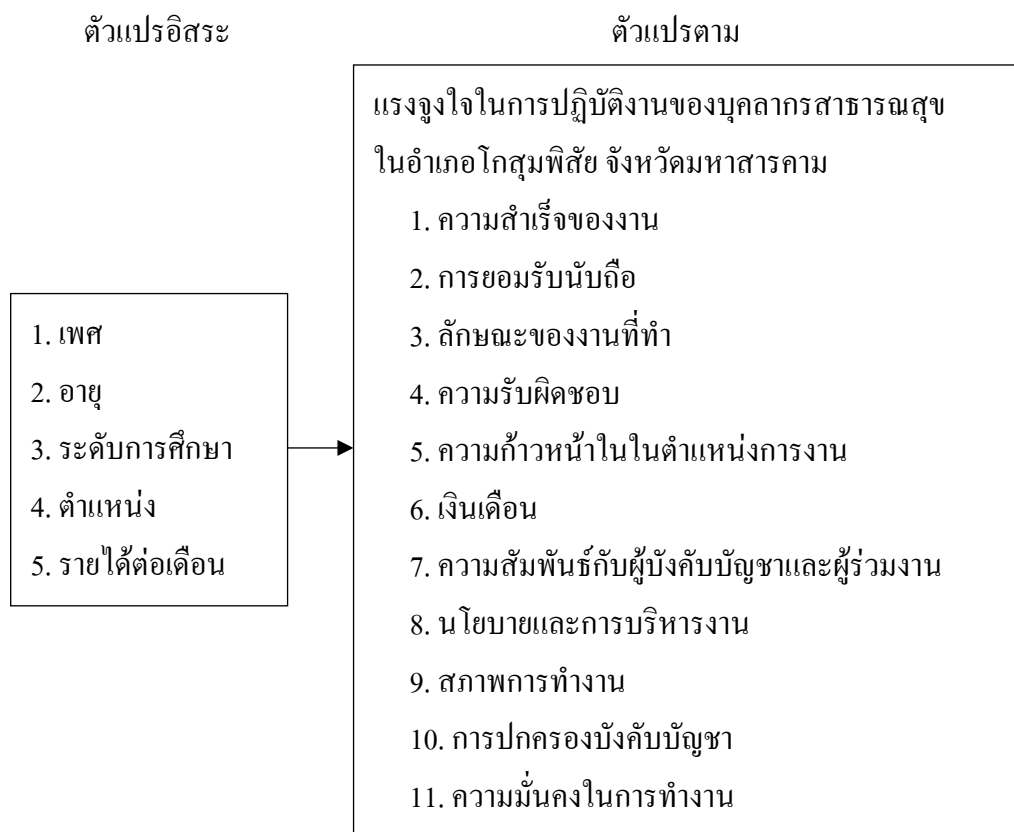 ตัวแปรอิสระ
ตัวแปรตาม
1. เพศ
2. อายุ
3. ระดับการศึกษา
4. ตำแหน่ง
5. รายได้ต่อเดือน
แรงจูงใจในการปฏิบัติงานของบุคลากรสาธารณสุข
ในอำเภอโกสุมพิสัย จังหวัดมหาสารคาม
1. ความสำเร็จของงาน
2. การยอมรับนับถือ
3. ลักษณะของงานที่ทำ
4. ความรับผิดชอบ
5. ความก้าวหน้าในในตำแหน่งการงาน
6. เงินเดือน
7. ความสัมพันธ์กับผู้บังคับบัญชาและผู้ร่วมงาน
8. นโยบายและการบริหารงาน
9. สภาพการทำงาน
10. การปกครองบังคับบัญชา
11. ความมั่นคงในการทำงาน